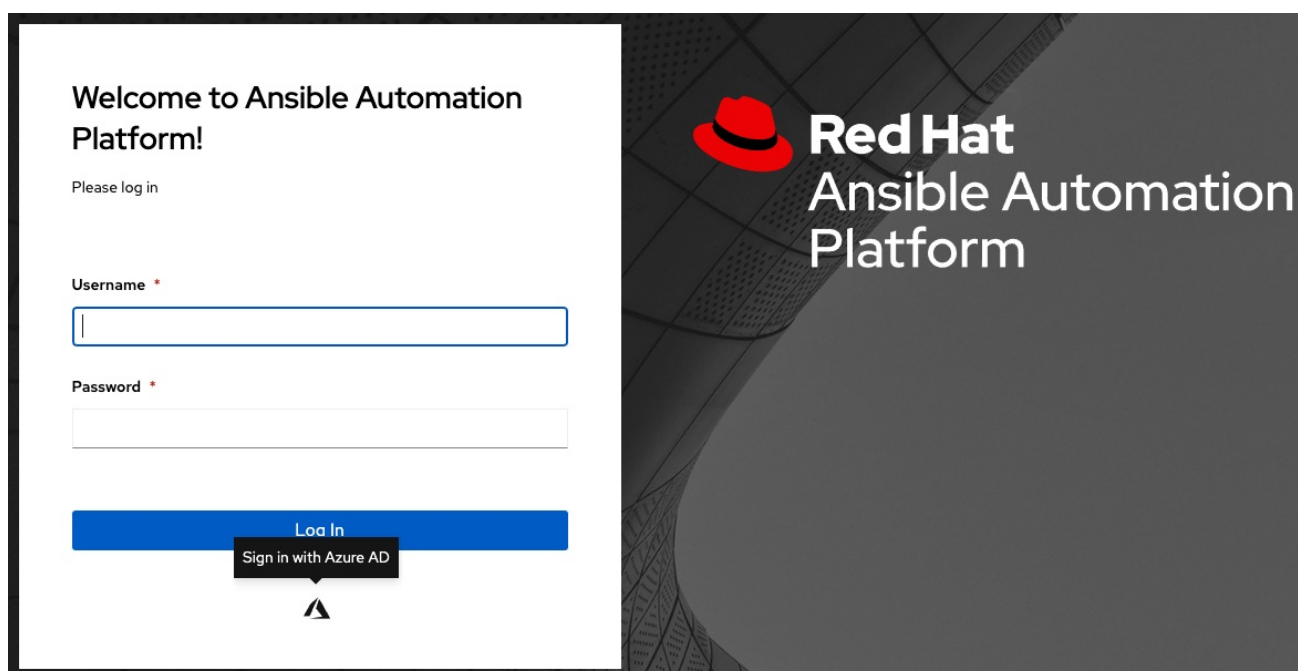 Welcome to Ansible Automation
Platform!
Please log in
Username *
Password *
Log In
Sign in with Azure AD
Red Hat
Ansible Automation
Platform